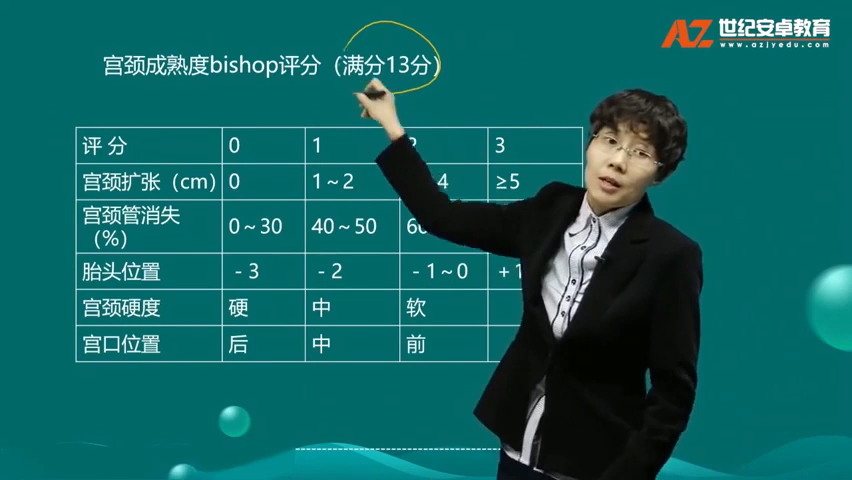 世纪安卓教育
www.azjyedu.com
宫颈成熟度bishop评分（满分13分）
评 分 0 1 2 3
宫颈扩张（cm） 0 1～2 4 ≥5
宫颈管消失
（%） 0～30 40～50
胎头位置 －3 －2 －1～0 ＋1
宫颈硬度 硬 中 软
宫口位置 后 中 前